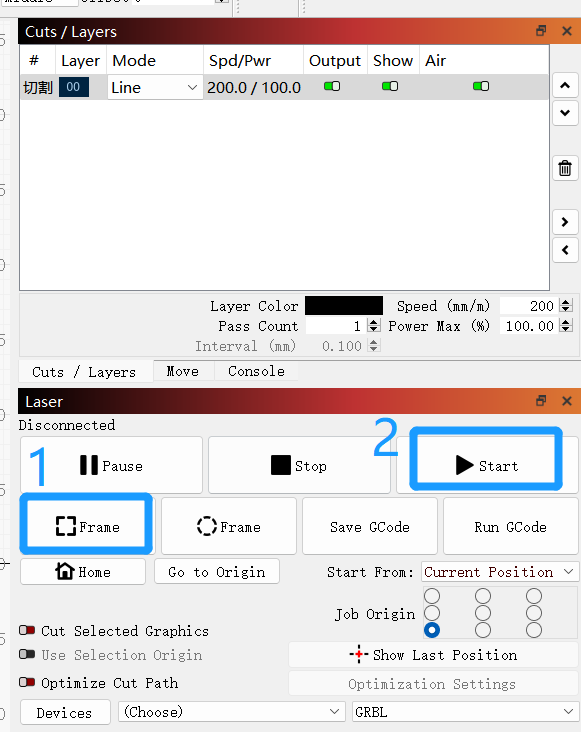 Cuts / Layers
# Layer Mode Spd/Pwr Output Show Air
切割 00 Line 200.0 / 100.0
Layer Color Speed (mm/m) 200
Pass Count 1 Power Max (%) 100.00
Interval (mm) 0.100
Cuts / Layers Move Console
Laser
Disconnected
1 2
Pause Stop Start
Frame Frame Save GCode Run GCode
Home Go to Origin Start From: Current Position
Job Origin
Cut Selected Graphics
Use Selection Origin Show Last Position
Optimize Cut Path Optimization Settings
Devices (Choose) GRBL